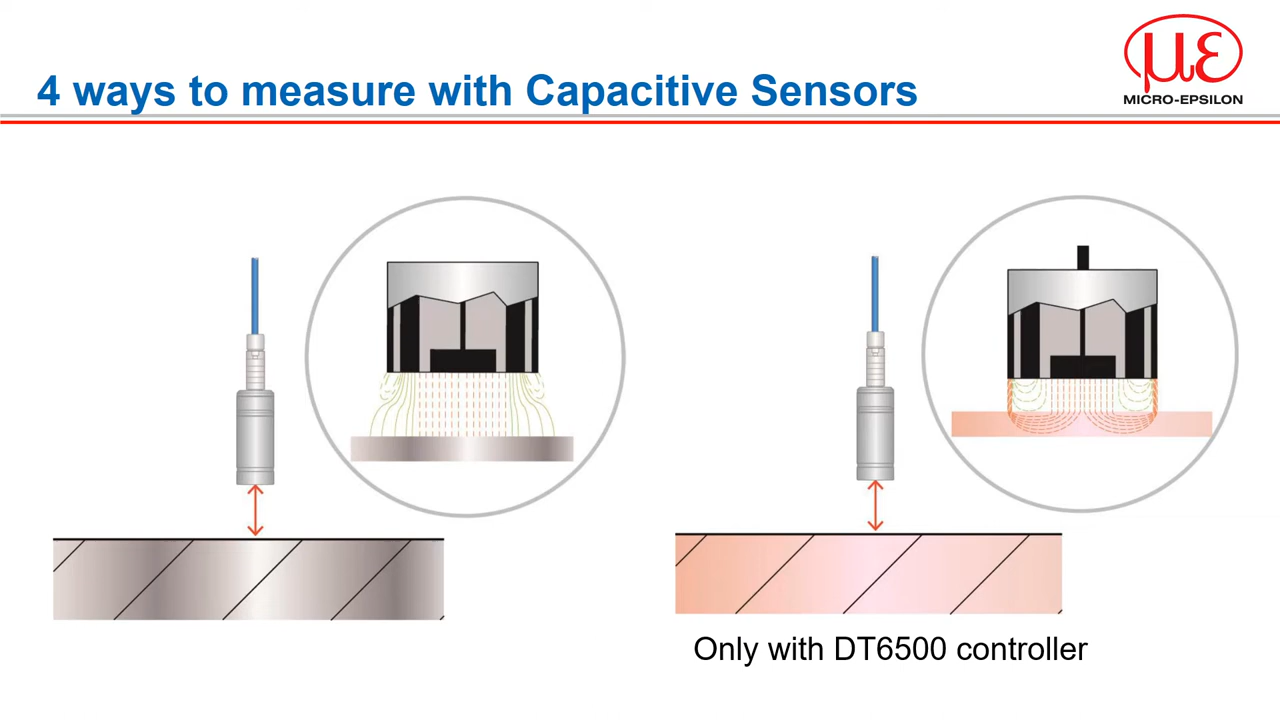 4 ways to measure with Capacitive Sensors
με
MICRO-EPSILON
Only with DT6500 controller